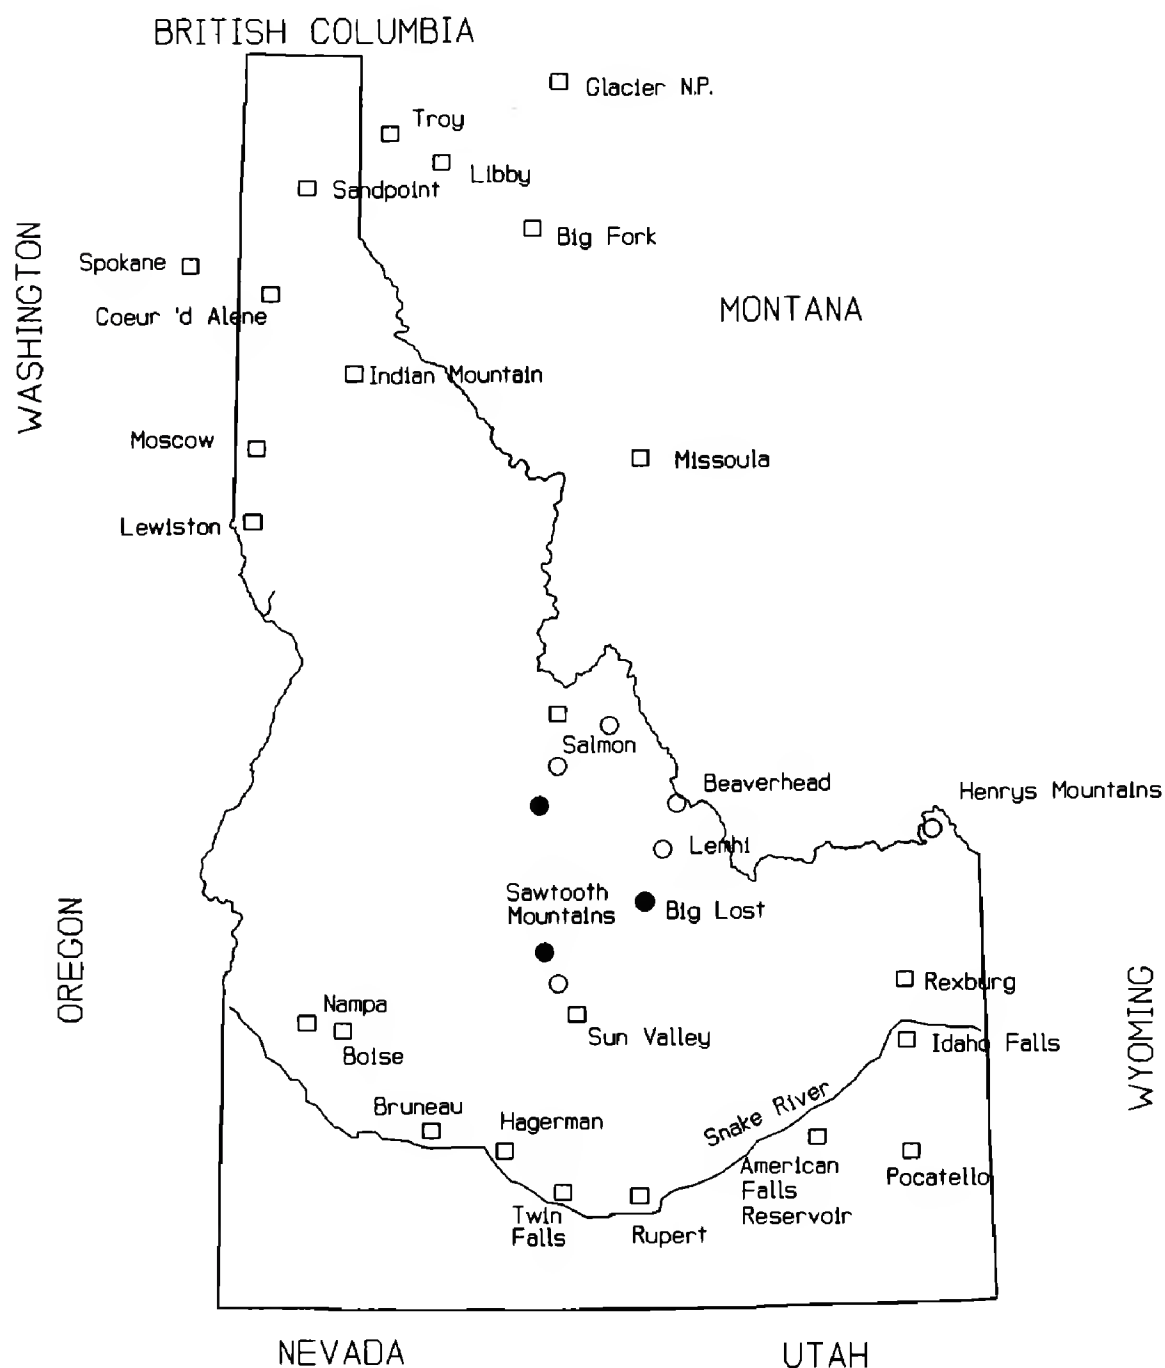 BRITISH COLUMBIA
Glacier N.P.
Troy
Libby
Sandpoint
Big Fork
WASHINGTON
Spokane
Coeur 'd Alene
MONTANA
Indian Mountain
Moscow
Missoula
Lewiston
Salmon
Beaverhead
Henrys Mountains
Lemhi
Sawtooth
Mountains
Big Lost
OREGON
Rexburg
WYOMING
Nampa
Boise
Sun Valley
Idaho Falls
Bruneau
Hagerman
Snake River
American
Falls
Reservoir
Pocatello
Twin
Falls
Rupert
NEVADA
UTAH